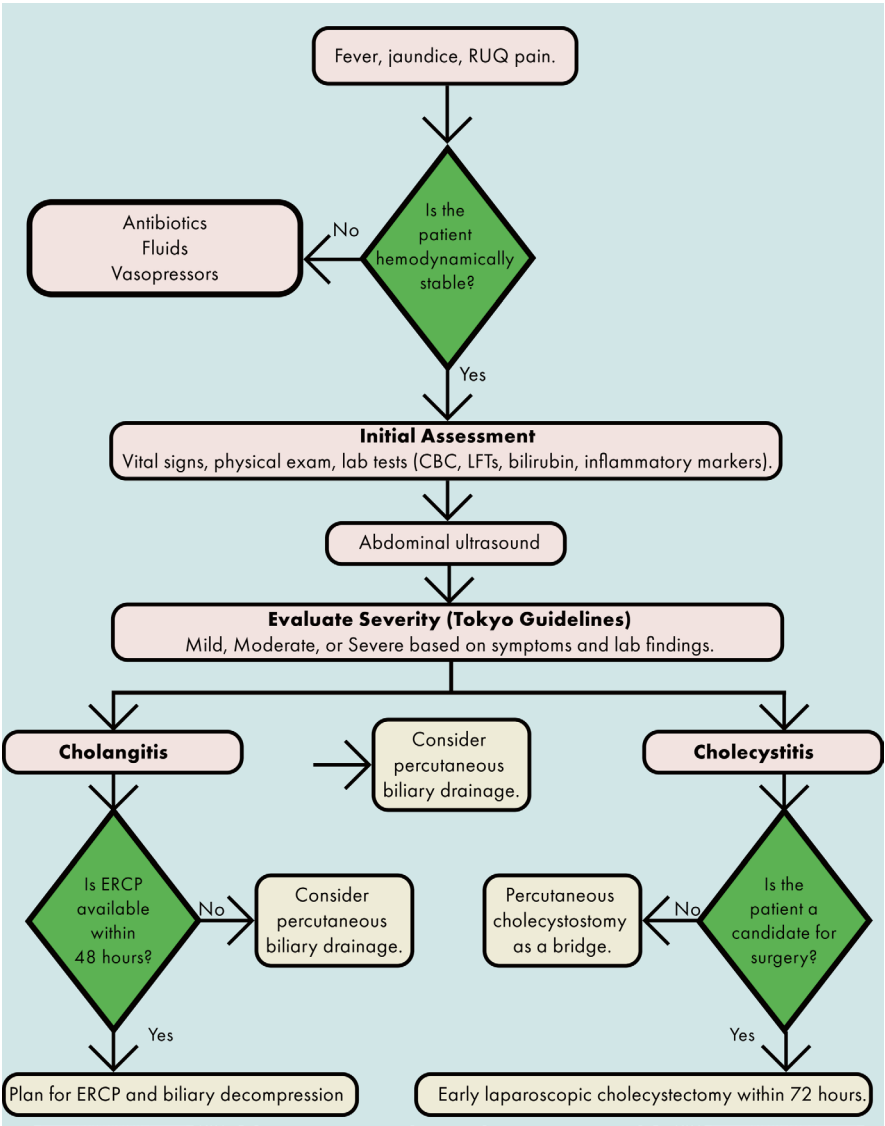 Fever, jaundice, RUQ pain.
Is the
patient
hemodynamically
stable?
No
Antibiotics
Fluids
Vasopressors
Yes
Initial Assessment
Vital signs, physical exam, lab tests (CBC, LFTs, bilirubin, inflammatory markers).
Abdominal ultrasound
Evaluate Severity (Tokyo Guidelines)
Mild, Moderate, or Severe based on symptoms and lab findings.
Cholangitis
Consider
percutaneous
biliary drainage.
Cholecystitis
Is ERCP
available
within
48 hours?
No
Consider
percutaneous
biliary drainage.
Percutaneous
cholecystostomy
as a bridge.
No
Is the
patient a
candidate for
surgery?
Yes
Yes
Plan for ERCP and biliary decompression
Early laparoscopic cholecystectomy within 72 hours.